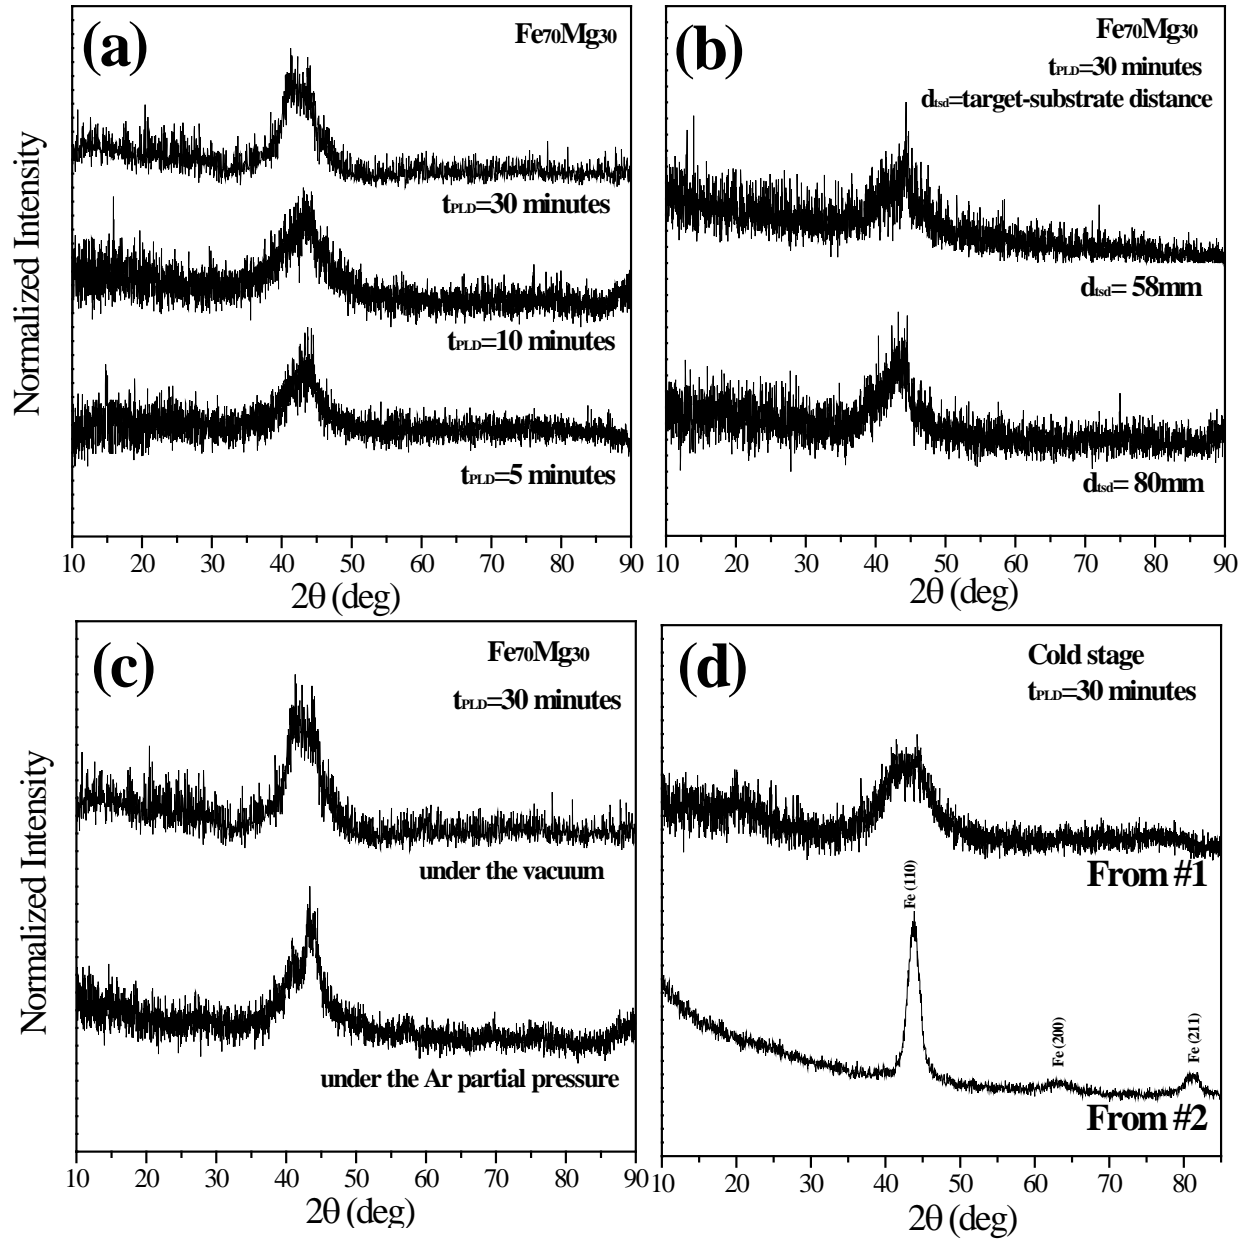 (a)
Fe70Mg30
tPLD=30 minutes
tPLD=10 minutes
tPLD=5 minutes
Normalized Intensity
10 20 30 40 50 60 70 80 90
2θ (deg)
(b)
Fe70Mg30
tPLD=30 minutes
dtsd=target-substrate distance
dtsd= 58mm
dtsd= 80mm
10 20 30 40 50 60 70 80 90
2θ (deg)
(c)
Fe70Mg30
tPLD=30 minutes
under the vacuum
under the Ar partial pressure
Normalized Intensity
10 20 30 40 50 60 70 80 90
2θ (deg)
(d)
Cold stage
tPLD=30 minutes
From #1
Fe (110)
Fe (200)
Fe (211)
From #2
10 20 30 40 50 60 70 80
2θ (deg)